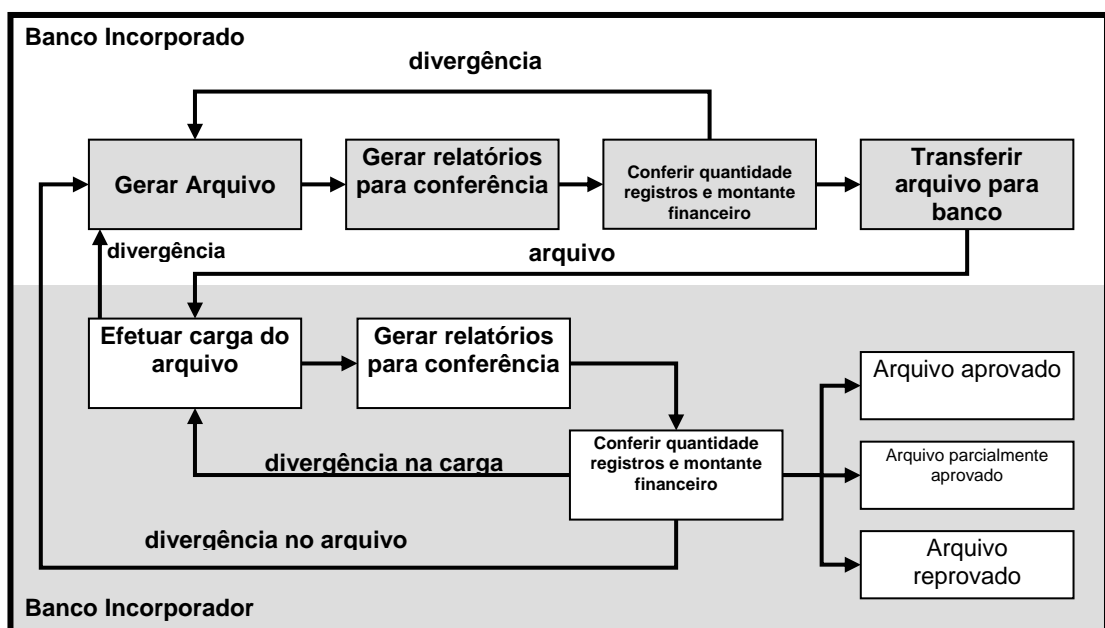 Banco Incorporado
divergência
Gerar Arquivo
Gerar relatórios
para conferência
Conferir quantidade
registros e montante
financeiro
Transferir
arquivo para
banco
divergência
arquivo
Efetuar carga do
arquivo
Gerar relatórios
para conferência
Arquivo aprovado
Conferir quantidade
registros e montante
financeiro
divergência na carga
Arquivo parcialmente
aprovado
divergência no arquivo
Arquivo
reprovado
Banco Incorporador